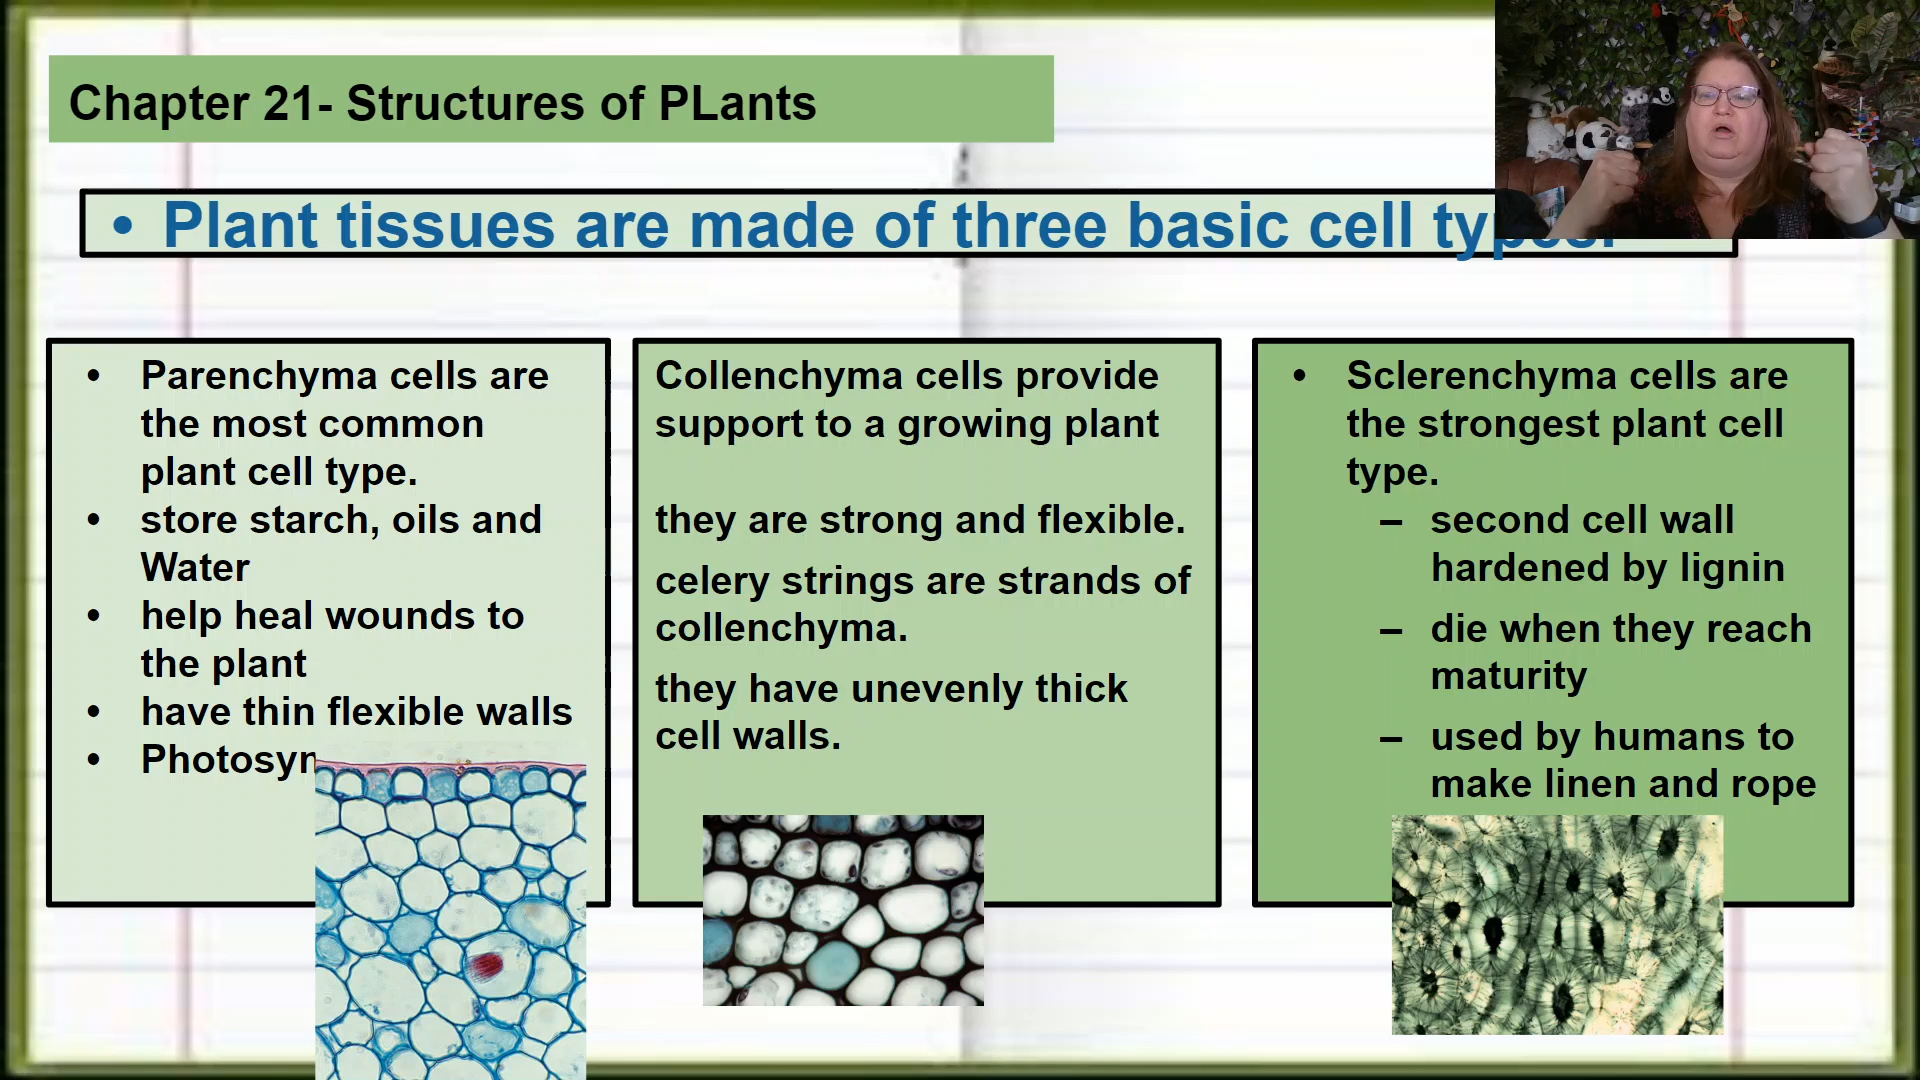 Chapter 21- Structures of PLants
• Plant tissues are made of three basic cell
• Parenchyma cells are
the most common
plant cell type.
• store starch, oils and
Water
• help heal wounds to
the plant
• have thin flexible walls
•
Collenchyma cells provide
support to a growing plant
they are strong and flexible.
celery strings are strands of
collenchyma.
they have unevenly thick
cell walls.
• Sclerenchyma cells are
the strongest plant cell
type.
– second cell wall
hardened by lignin
– die when they reach
maturity
– used by humans to
make linen and rope